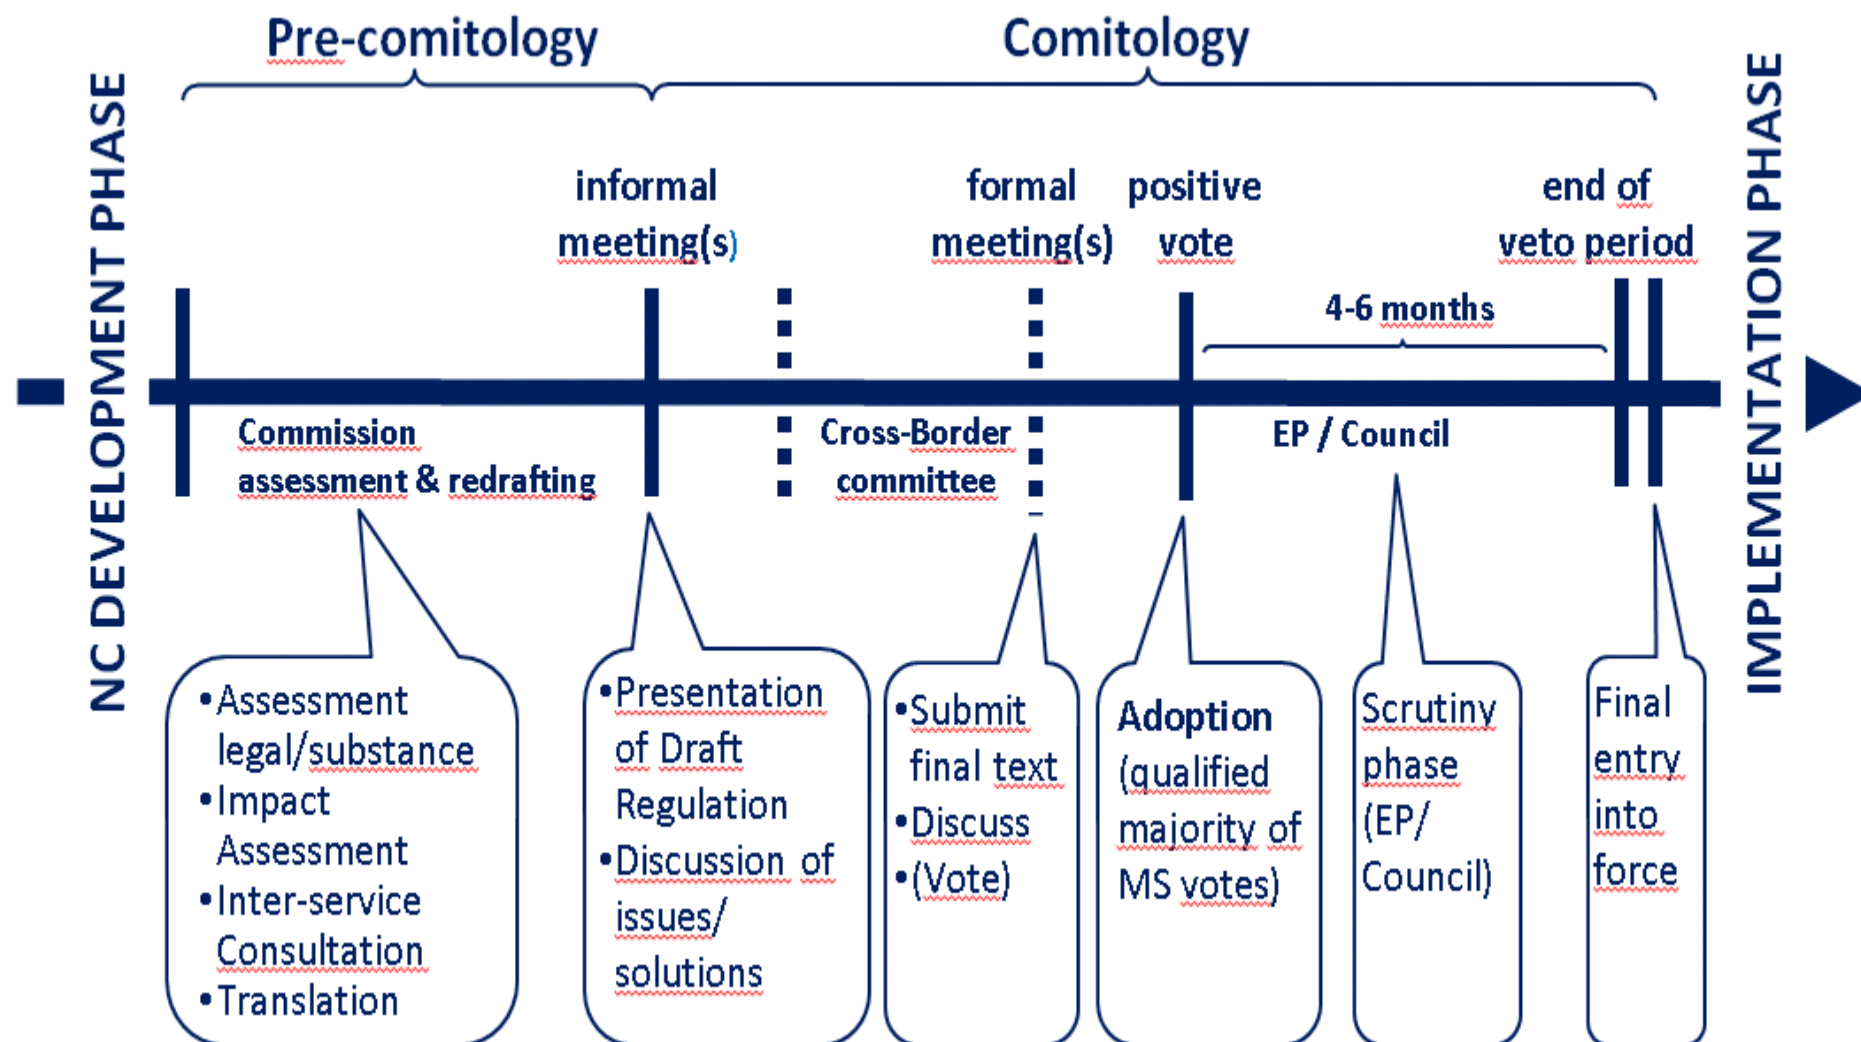 Pre-comitology
Comitology
NC DEVELOPMENT PHASE
IMPLEMENTATION PHASE
informal
meeting(s)
formal
meeting(s)
positive
vote
end of
veto period
4-6 months
Commission
assessment & redrafting
Cross-Border
committee
EP / Council
•Assessment
legal/substance
•Impact
Assessment
•Inter-service
Consultation
•Translation
•Presentation
of Draft
Regulation
•Discussion of
issues/
solutions
•Submit
final text
•Discuss
•(Vote)
Adoption
(qualified
majority of
MS votes)
Scrutiny
phase
(EP/
Council)
Final
entry
into
force